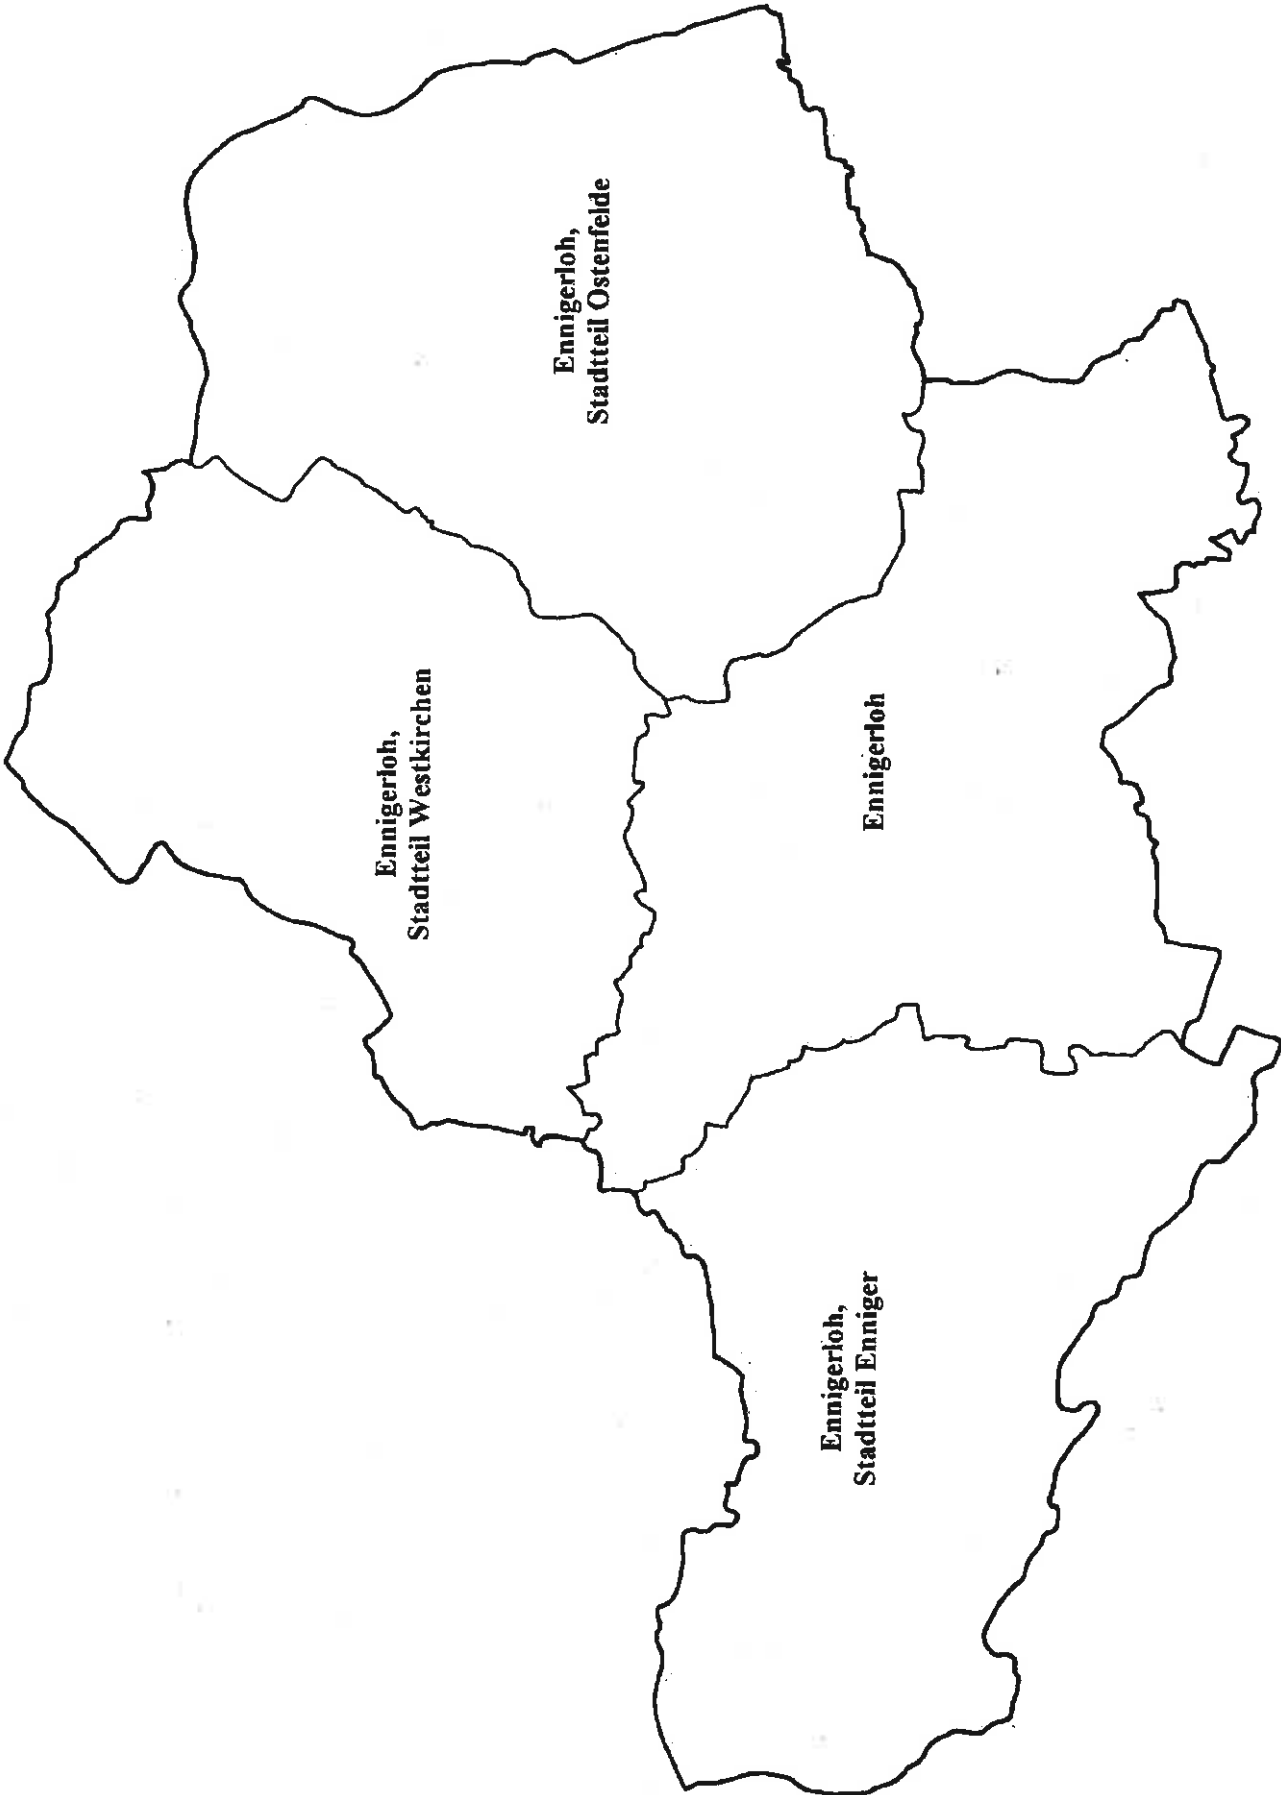 Ennigerloh,
Stadtteil Westkirchen
Ennigerloh,
Stadtteil Ostenfelde
Ennigerloh,
Stadtteil Enniger
Ennigerloh